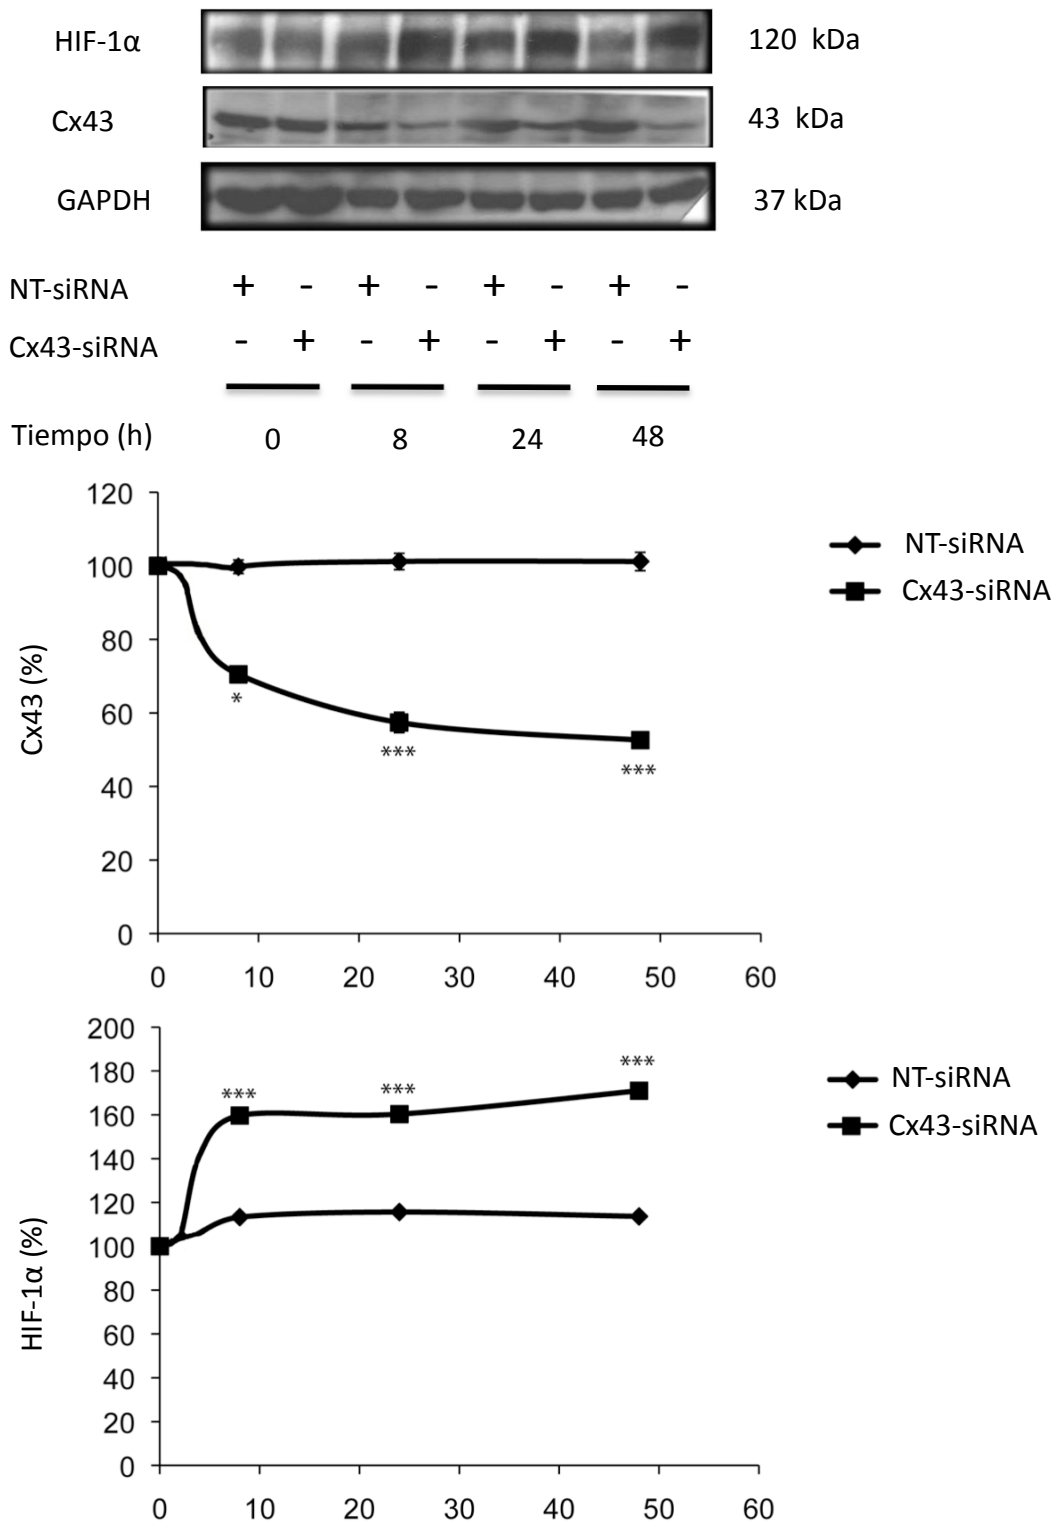 HIF-1α 120 kDa
Cx43 43 kDa
GAPDH 37 kDa
NT-siRNA + - + - + - + -
Cx43-siRNA - + - + - + - +
Tiempo (h) 0 8 24 48
120
100
80
60
40
20
0
Cx43 (%)
*
***
***
NT-siRNA
Cx43-siRNA
0 10 20 30 40 50 60
200
180
160
140
120
100
80
60
40
20
0
HIF-1α (%)
***
***
***
NT-siRNA
Cx43-siRNA
0 10 20 30 40 50 60